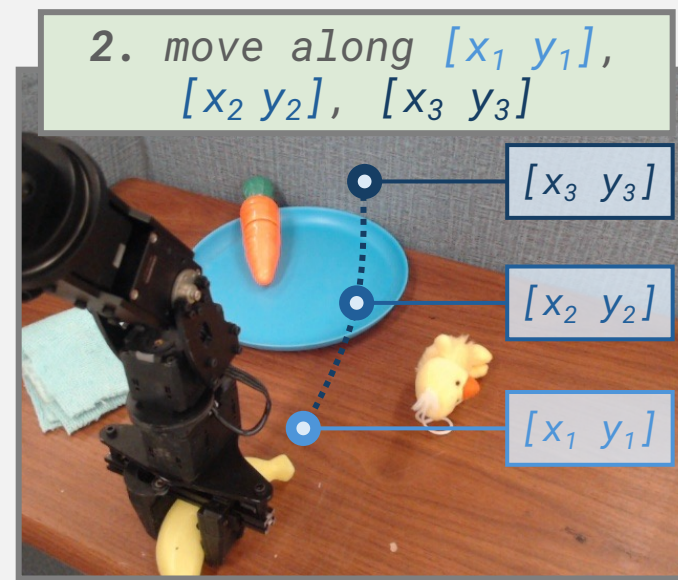 2. move along [x₁ y₁],
[x₂ y₂], [x₃ y₃]
[x₃ y₃]
[x₂ y₂]
[x₁ y₁]